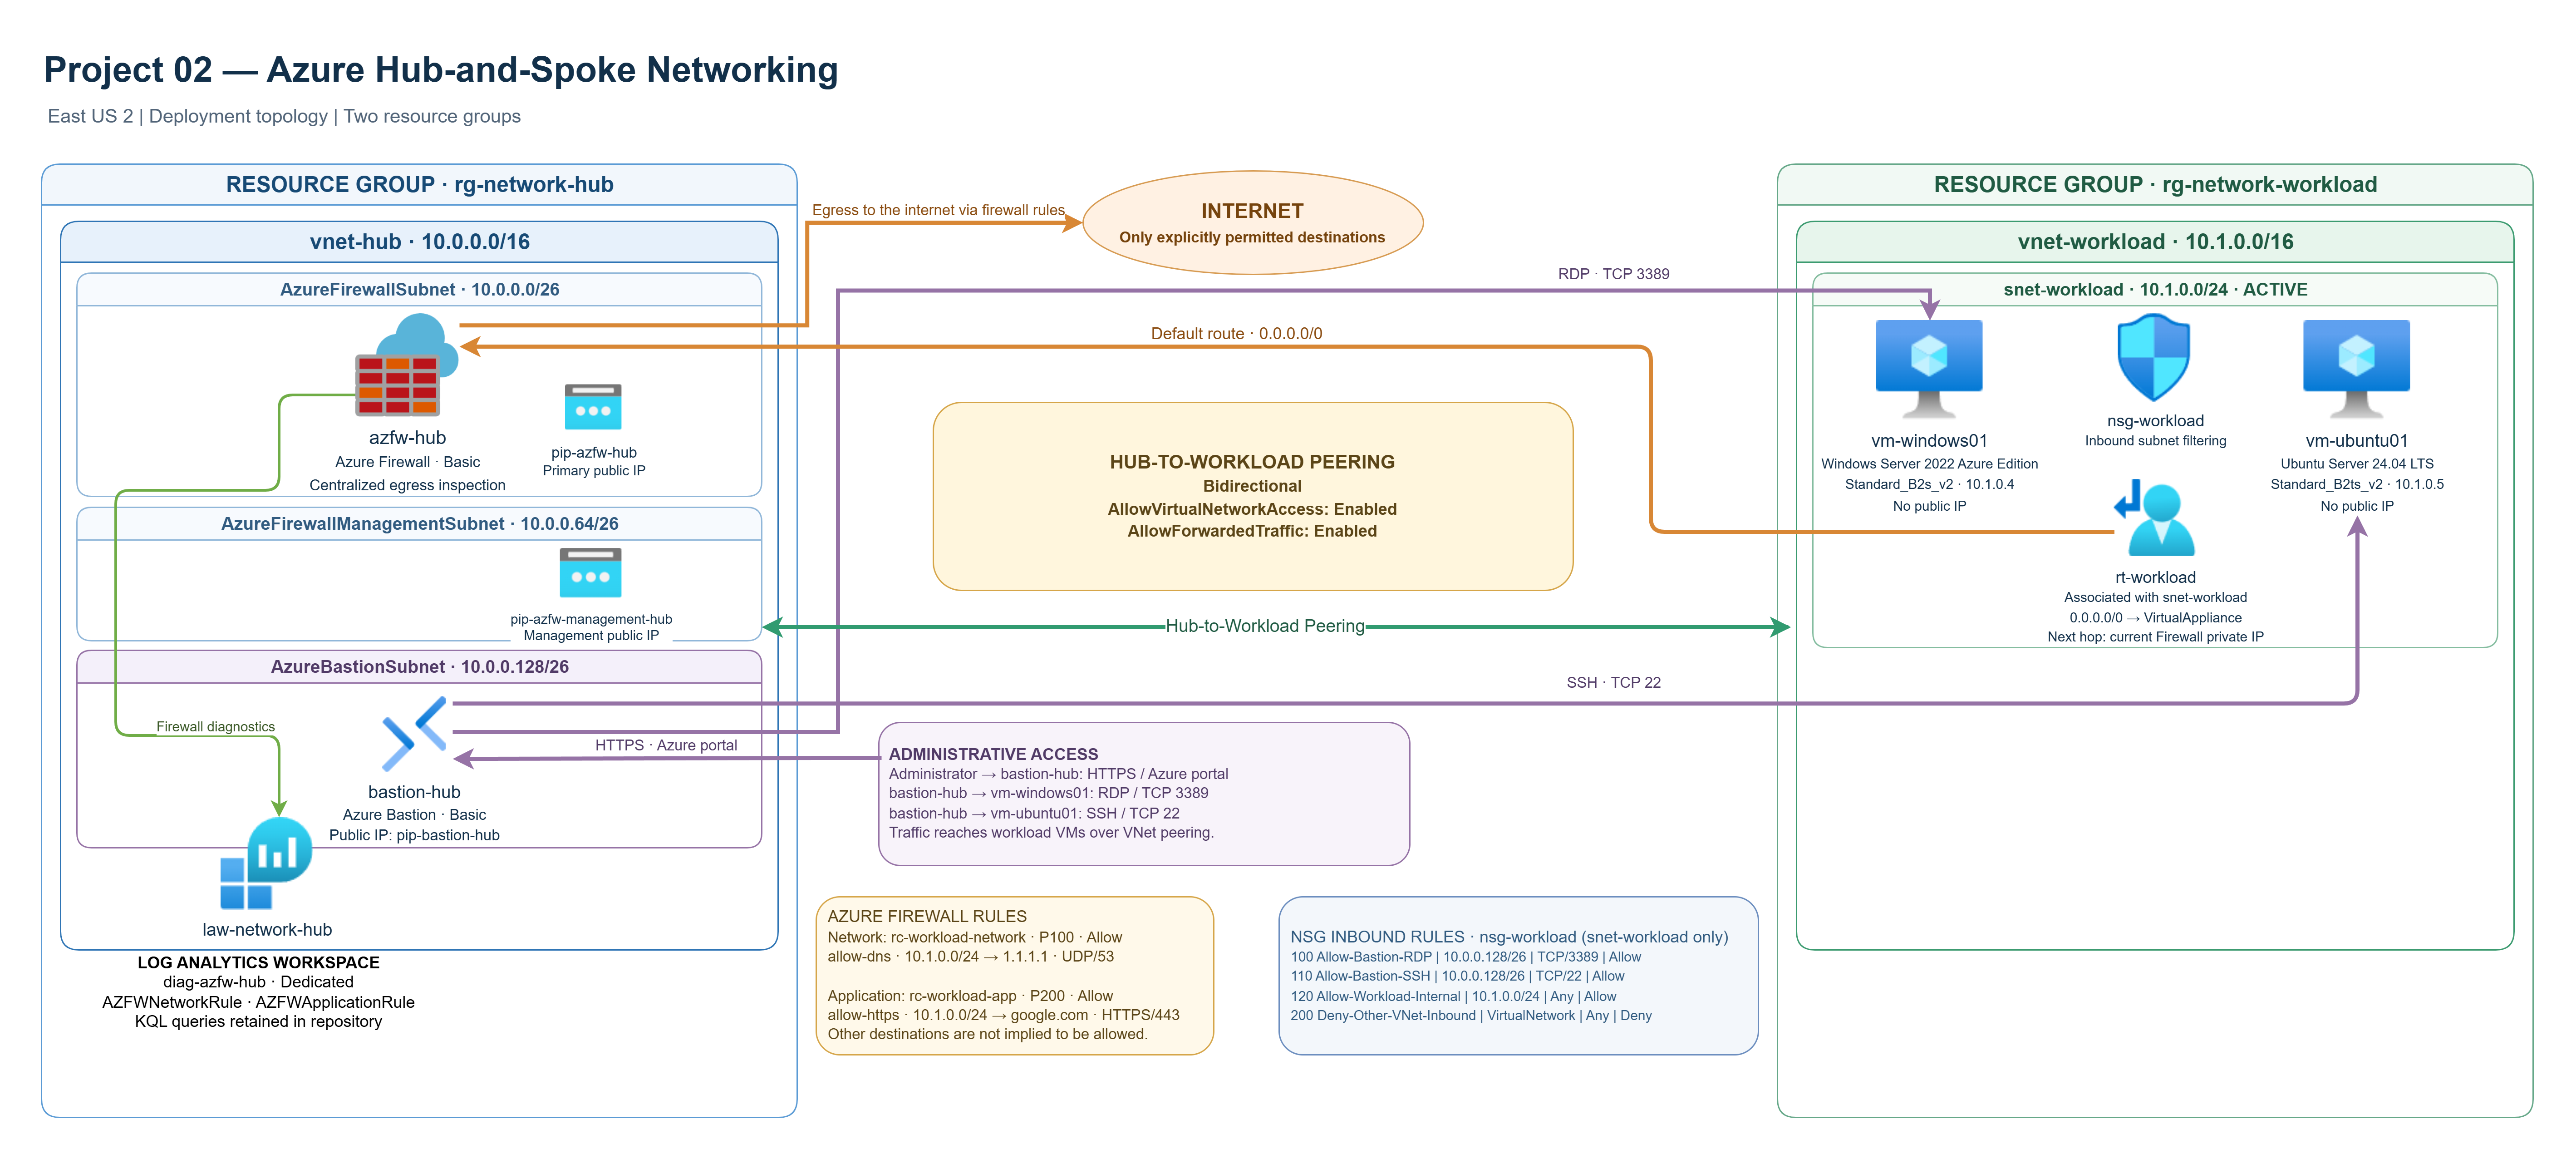 Project 02 — Azure Hub-and-Spoke Networking
East US 2 | Deployment topology | Two resource groups
RESOURCE GROUP · rg-network-hub
vnet-hub · 10.0.0.0/16
AzureFirewallSubnet · 10.0.0.0/26
azfw-hub
Azure Firewall · Basic
Centralized egress inspection
pip-azfw-hub
Primary public IP
AzureFirewallManagementSubnet · 10.0.0.64/26
pip-azfw-management-hub
Management public IP
AzureBastionSubnet · 10.0.0.128/26
Firewall diagnostics
bastion-hub
Azure Bastion · Basic
Public IP: pip-bastion-hub
law-network-hub
LOG ANALYTICS WORKSPACE
diag-azfw-hub · Dedicated
AZFWNetworkRule · AZFWApplicationRule
KQL queries retained in repository
Egress to the internet via firewall rules
INTERNET
Only explicitly permitted destinations
RDP · TCP 3389
Default route · 0.0.0.0/0
HUB-TO-WORKLOAD PEERING
Bidirectional
AllowVirtualNetworkAccess: Enabled
AllowForwardedTraffic: Enabled
Hub-to-Workload Peering
SSH · TCP 22
HTTPS · Azure portal
ADMINISTRATIVE ACCESS
Administrator → bastion-hub: HTTPS / Azure portal
bastion-hub → vm-windows01: RDP / TCP 3389
bastion-hub → vm-ubuntu01: SSH / TCP 22
Traffic reaches workload VMs over VNet peering.
AZURE FIREWALL RULES
Network: rc-workload-network · P100 · Allow
allow-dns · 10.1.0.0/24 → 1.1.1.1 · UDP/53
Application: rc-workload-app · P200 · Allow
allow-https · 10.1.0.0/24 → google.com · HTTPS/443
Other destinations are not implied to be allowed.
NSG INBOUND RULES · nsg-workload (snet-workload only)
100 Allow-Bastion-RDP | 10.0.0.128/26 | TCP/3389 | Allow
110 Allow-Bastion-SSH | 10.0.0.128/26 | TCP/22 | Allow
120 Allow-Workload-Internal | 10.1.0.0/24 | Any | Allow
200 Deny-Other-VNet-Inbound | VirtualNetwork | Any | Deny
RESOURCE GROUP · rg-network-workload
vnet-workload · 10.1.0.0/16
snet-workload · 10.1.0.0/24 · ACTIVE
vm-windows01
Windows Server 2022 Azure Edition
Standard_B2s_v2 · 10.1.0.4
No public IP
nsg-workload
Inbound subnet filtering
vm-ubuntu01
Ubuntu Server 24.04 LTS
Standard_B2ts_v2 · 10.1.0.5
No public IP
rt-workload
Associated with snet-workload
0.0.0.0/0 → VirtualAppliance
Next hop: current Firewall private IP